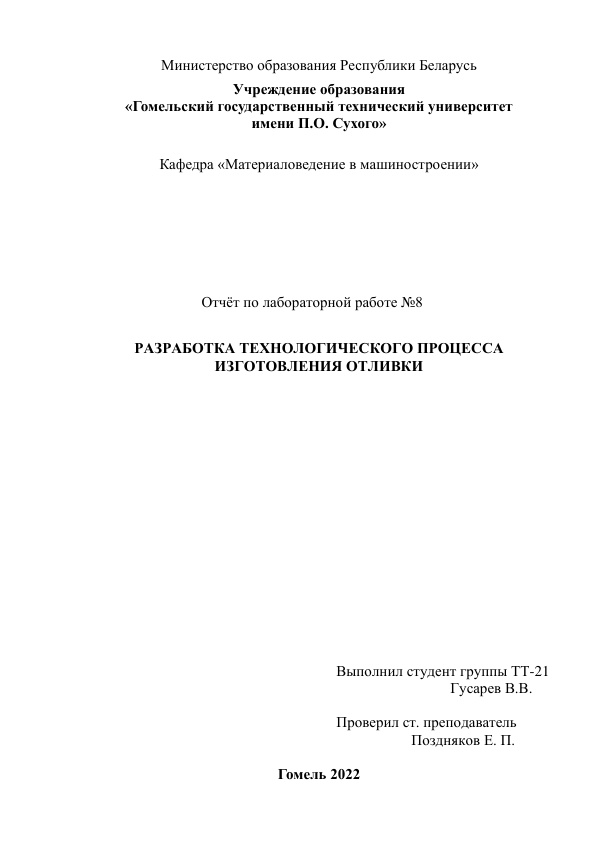 Министерство образования Республики Беларусь
Учреждение образования
«Гомельский государственный технический университет
имени П.О. Сухого»
Кафедра «Материаловедение в машиностроении»
Отчёт по лабораторной работе №8
РАЗРАБОТКА ТЕХНОЛОГИЧЕСКОГО ПРОЦЕССА
ИЗГОТОВЛЕНИЯ ОТЛИВКИ
Выполнил студент группы ТТ-21
Гусарев В.В.
Проверил ст. преподаватель
Поздняков Е. П.
Гомель 2022